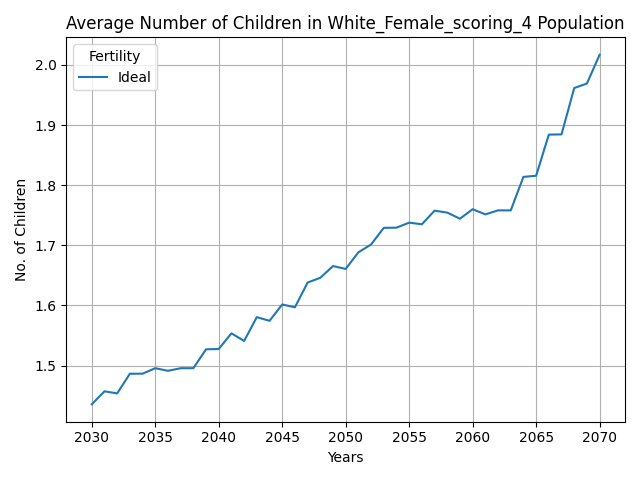 Average Number of Children in White_Female_scoring_4 Population
Fertility
Ideal
No. of Children
2.0
1.9
1.8
1.7
1.6
1.5
2030 2035 2040 2045 2050 2055 2060 2065 2070
Years